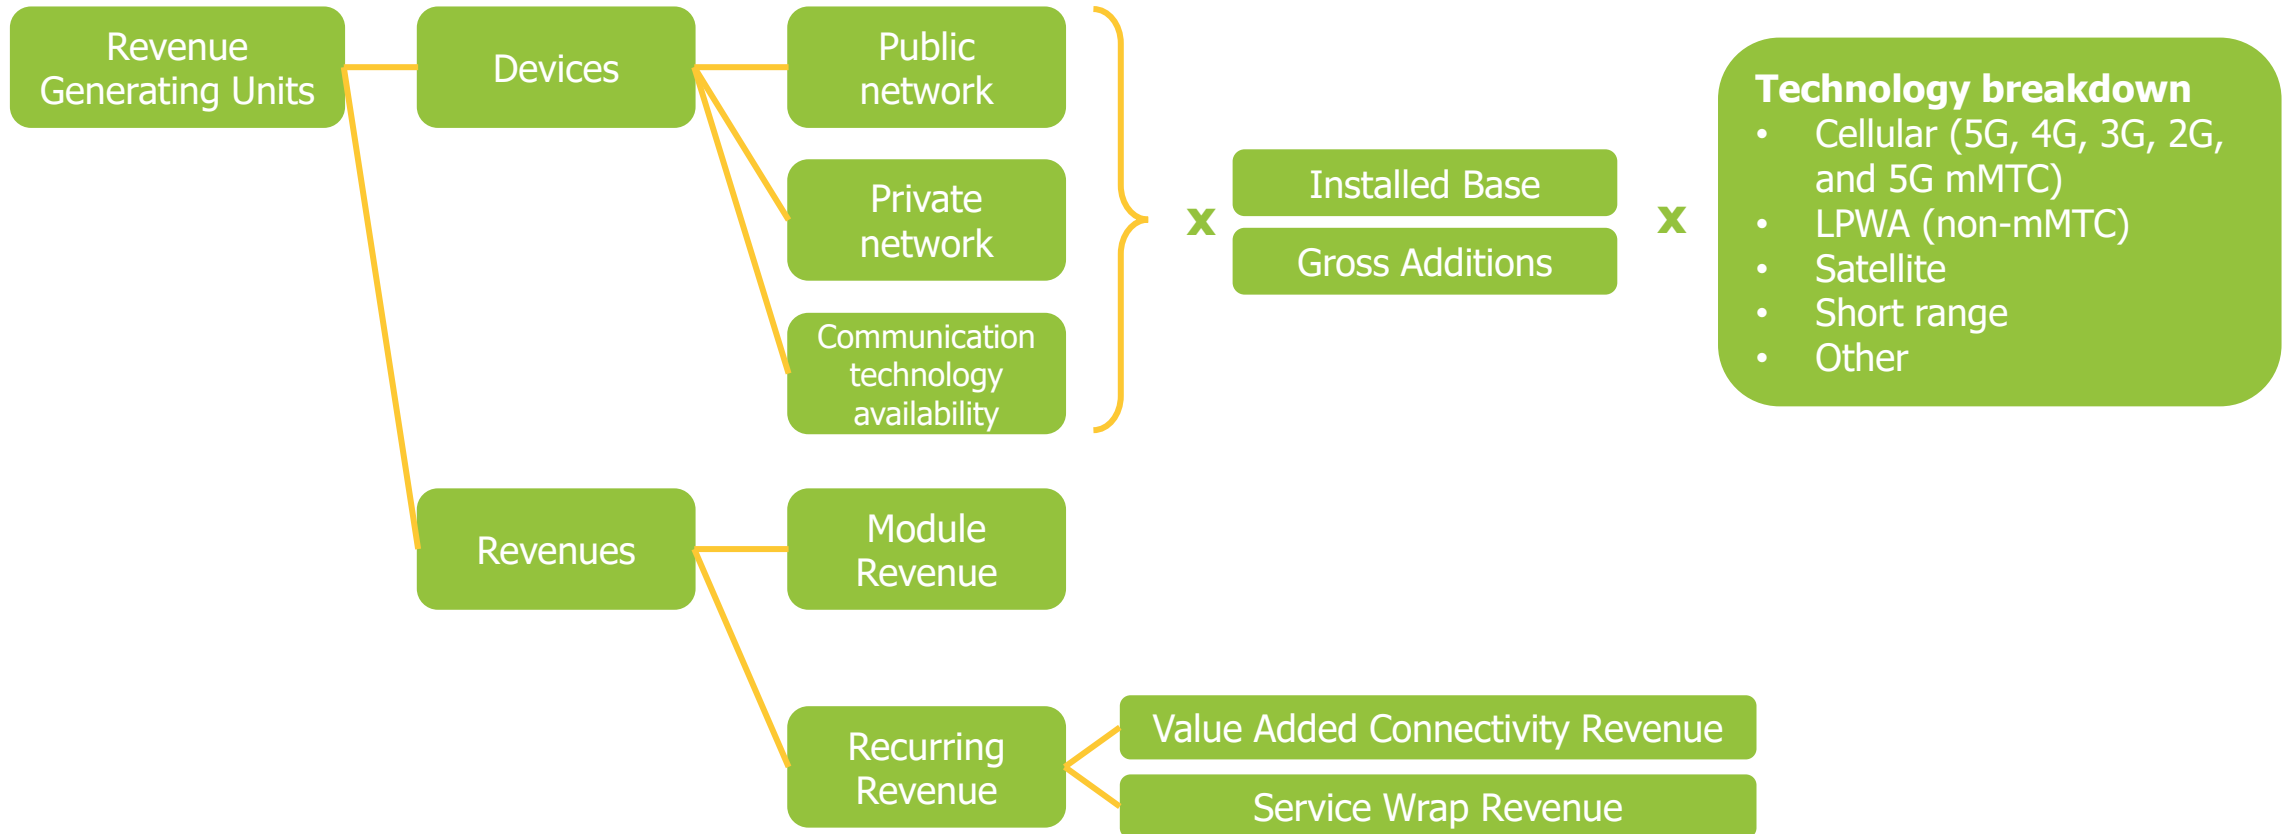 Revenue
Generating Units
Devices
Public
network
Private
network
Communication
technology
availability
x
Installed Base
Gross Additions
x
Technology breakdown
• Cellular (5G, 4G, 3G, 2G,
and 5G mMTC)
• LPWA (non-mMTC)
• Satellite
• Short range
• Other
Revenues
Module
Revenue
Recurring
Revenue
Value Added Connectivity Revenue
Service Wrap Revenue